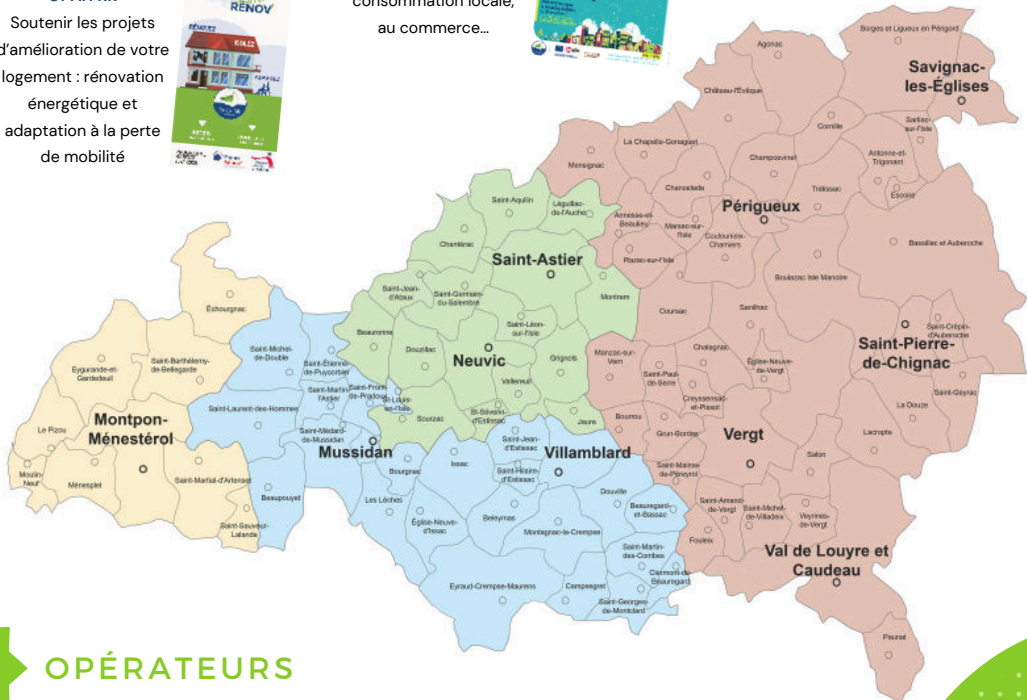 Soutenir les projets
d'amélioration de votre
logement : rénovation
énergétique et
adaptation à la perte
de mobilité
RÉNOV
consommation locale,
au commerce...
Sorges et Ligueux en Périgord
Agonac
Savignac-
les-Églises
Château-l'Évêque
Sarliac-
sur-l'Isle
Cornille
La Chapelle-Gonaguet
Mensignac
Champcevinel
Antonne-et-
Trigonant
Chancelade
Trélissac
Escoire
Périgueux
Saint-Aquilin
Léguillac-
de-l'Auche
Annesse-et-
Beaulieu
Marsac-sur-
l'Isle
Coulounieix-
Chamiers
Chantérac
Bassillac et Auberoche
Saint-Astier
Razac-sur-l'Isle
Boulazac Isle Manoire
Saint-Jean-
d'Ataux
Saint-Germain-
du-Salembre
Montrem
Échourgnac
Coursac
Sanilhac
Saint-Léon-
sur-l'Isle
Saint-Crépin-
d'Auberoche
Beauronne
Saint-Pierre-
de-Chignac
Saint-Michel-
de-Double
Douzillac
Neuvic
Grignols
Manzac-sur-
Vern
Chalagnac
Église-Neuve-
de-Vergt
Saint-Barthélemy-
de-Bellegarde
Saint-Étienne-
de-Puycorbier
Eygurande-et-
Gardedeuil
Saint-Paul-
de-Serre
Vallereuil
Saint-Martin-
l'Astier
Saint-Front-
de-Pradoux
St-Louis-
en-l'Isle
Creyssensac-
et-Pissot
Saint-Geyrac
La Douze
Saint-Laurent-des-Hommes
Sourzac
St-Séverin-
d'Estissac
Jaure
Bourrou
Montpon-
Ménestérol
Le Pizou
Saint-Médard-
de-Mussidan
Grun-Bordas
Vergt
Lacropte
Mussidan
Saint-Jean-
d'Estissac
Villamblard
Salon
Issac
Bourgnac
Saint-Hilaire-
d'Estissac
Saint-Maime-
de-Péreyrol
Moulin-
Neuf
Ménesplet
Saint-Martial-d'Artenset
Beaupouyet
Les Lèches
Douville
Saint-Amand-
de-Vergt
Saint-Michel-
de-Villadeix
Veyrines-
de-Vergt
Beauregard-
et-Bassac
Beleymas
Église-Neuve-
d'Issac
Montagnac-la-Crempse
Saint-Sauveur-
Lalande
Fouleix
Saint-Martin-
des-Combes
Val de Louyre et
Caudeau
Clermont-de-
Beauregard
Eyraud-Crempse-Maurens
Campsegret
Saint-Georges-
de-Montclard
Paunat
OPÉRATEURS